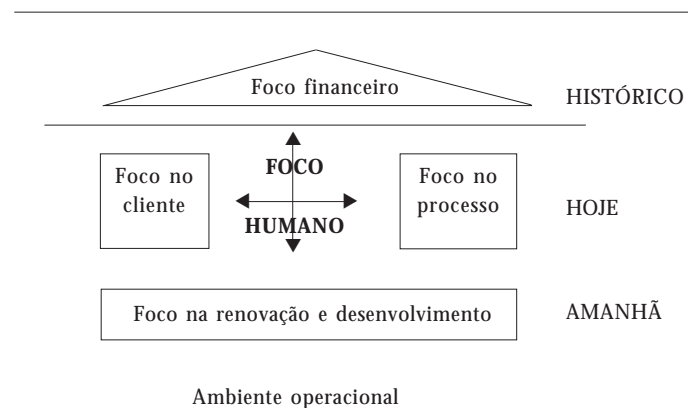 Foco financeiro
HISTÓRICO
FOCO
Foco no
cliente
Foco no
processo
HUMANO
HOJE
Foco na renovação e desenvolvimento
AMANHÃ
Ambiente operacional